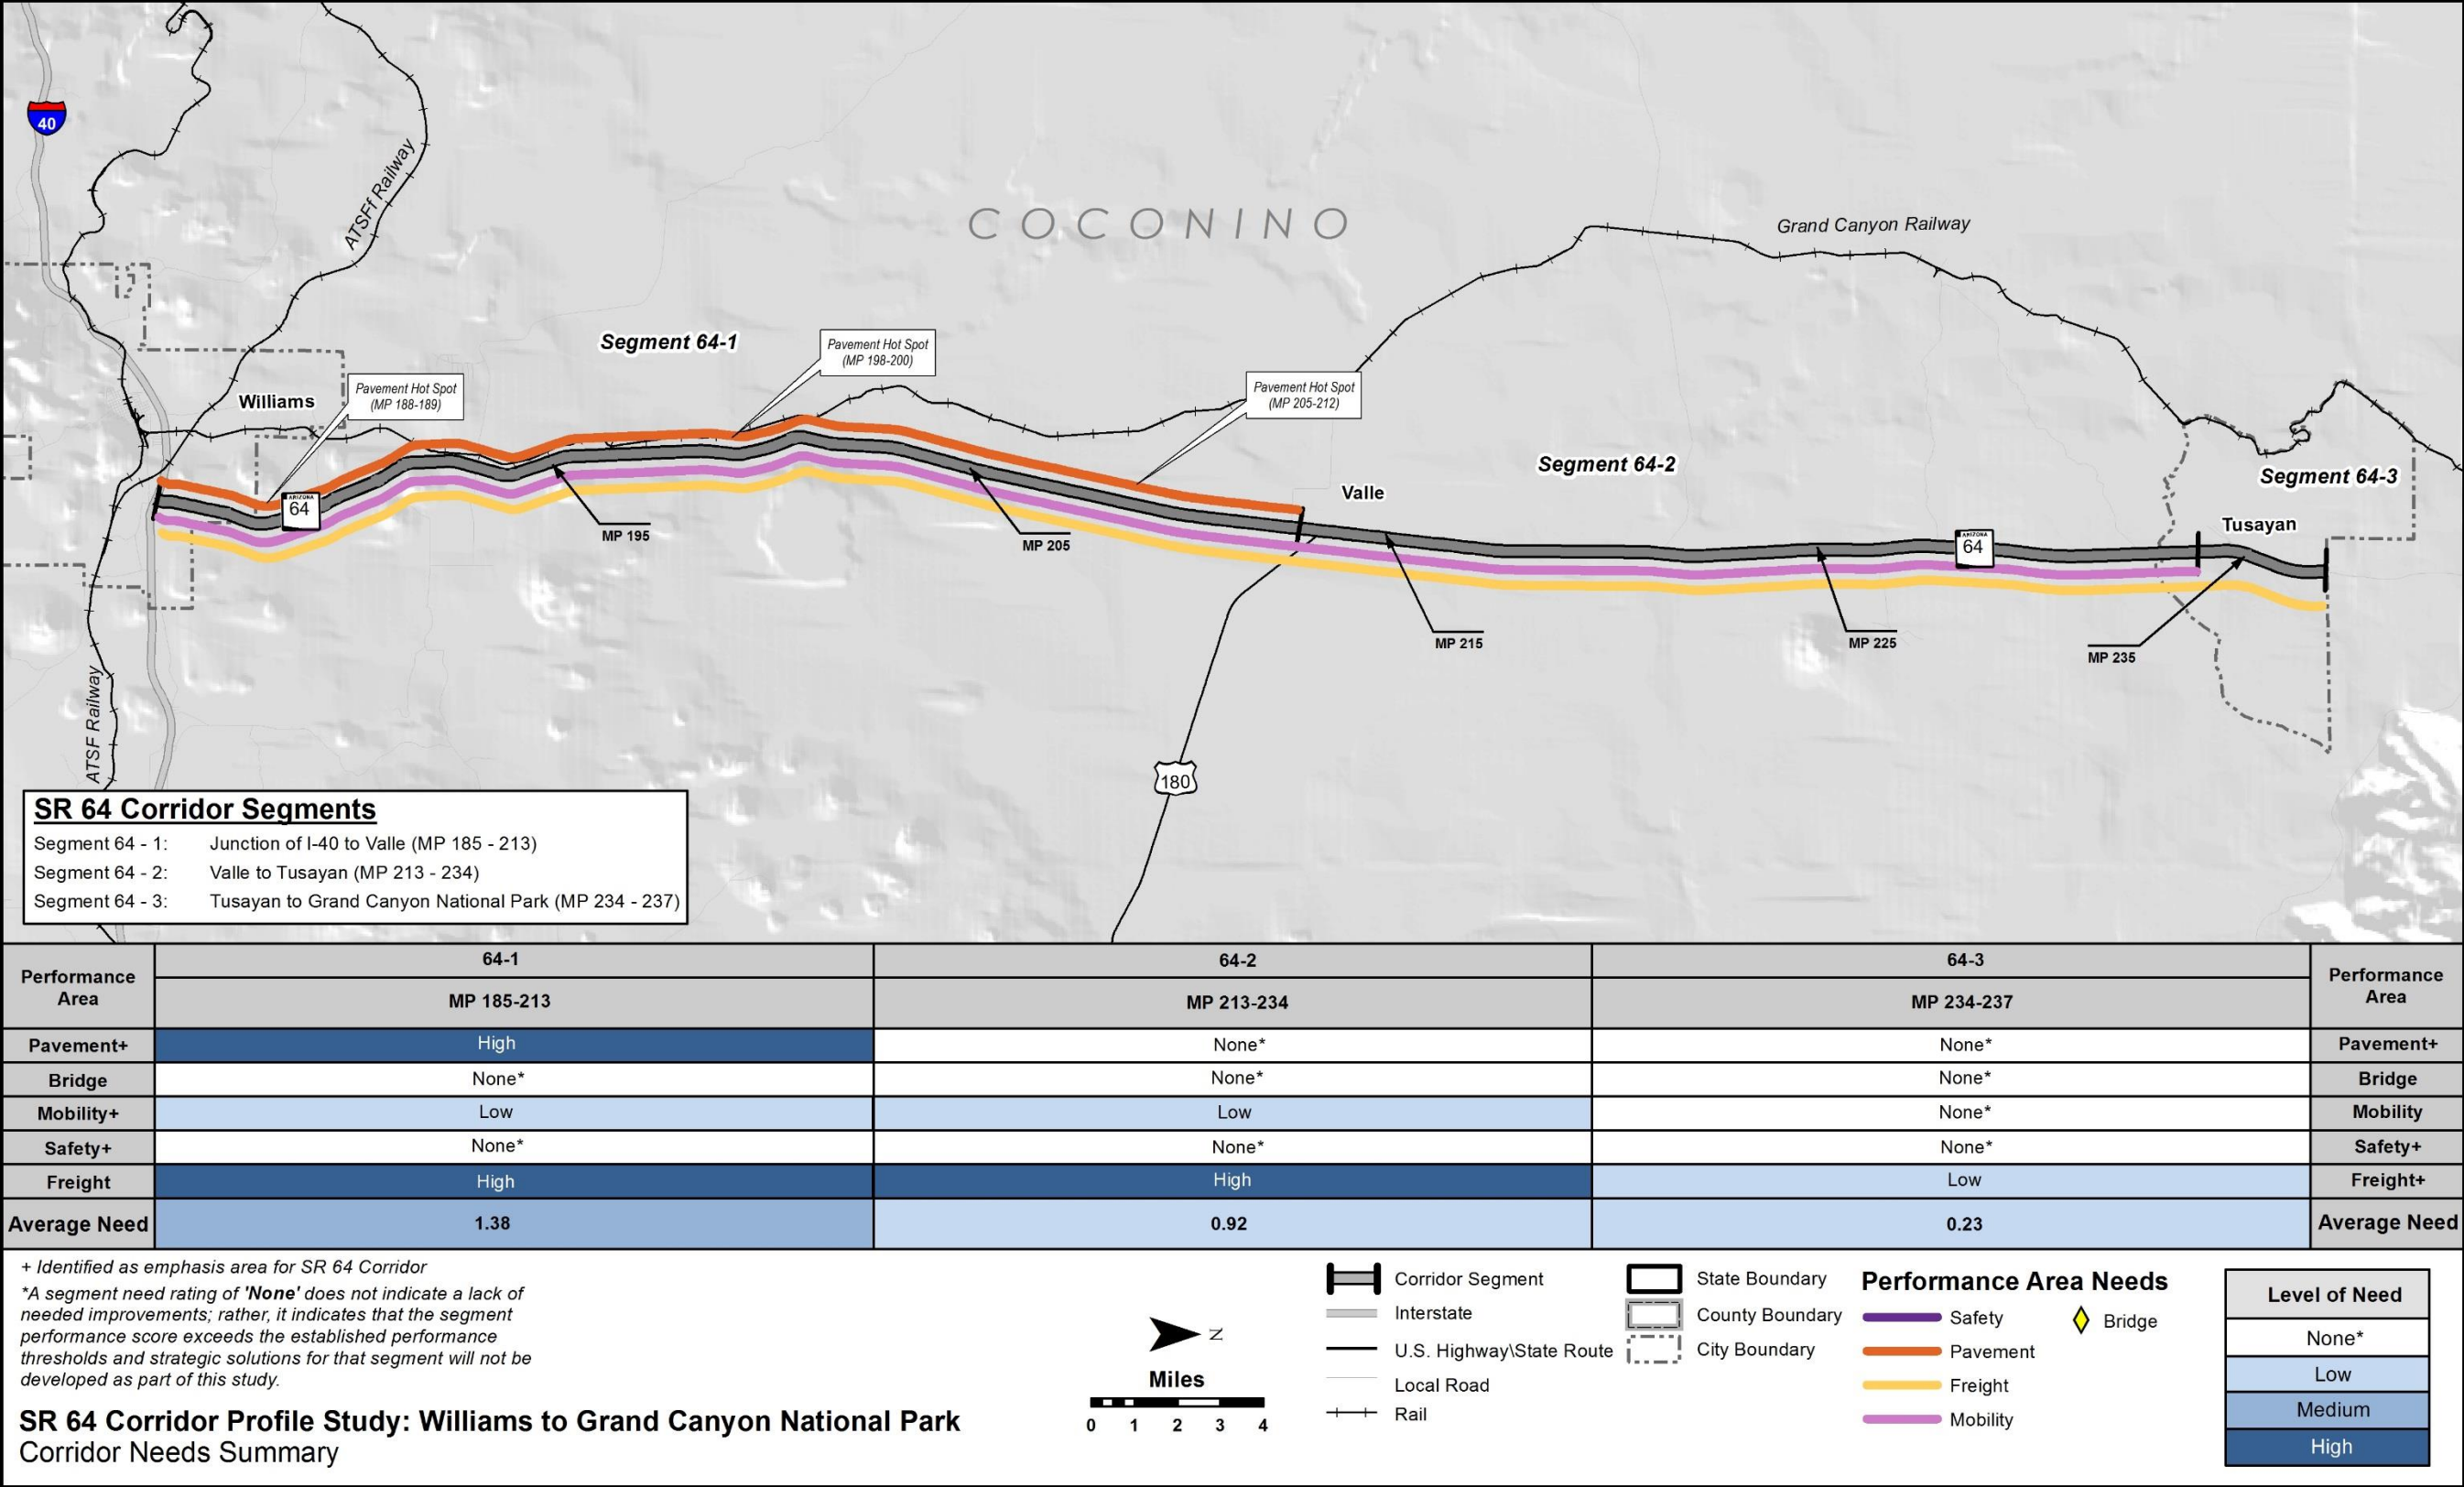 40
ATSFf Railway
COCONINO
Grand Canyon Railway
Segment 64-1
Pavement Hot Spot
(MP 198-200)
Williams
Pavement Hot Spot
(MP 188-189)
Pavement Hot Spot
(MP 205-212)
Segment 64-2
Segment 64-3
Valle
Tusayan
ARIZONA
64
ARIZONA
64
MP 195
MP 205
MP 215
MP 225
MP 235
ATSF Railway
180
SR 64 Corridor Segments
Segment 64 - 1: Junction of I-40 to Valle (MP 185 - 213)
Segment 64 - 2: Valle to Tusayan (MP 213 - 234)
Segment 64 - 3: Tusayan to Grand Canyon National Park (MP 234 - 237)
Performance
Area
64-1
64-2
64-3
Performance
Area
MP 185-213
MP 213-234
MP 234-237
Pavement+ High None* None* Pavement+
Bridge None* None* None* Bridge
Mobility+ Low Low None* Mobility
Safety+ None* None* None* Safety+
Freight High High Low Freight+
Average Need 1.38 0.92 0.23 Average Need
+ Identified as emphasis area for SR 64 Corridor
*A segment need rating of 'None' does not indicate a lack of
needed improvements; rather, it indicates that the segment
performance score exceeds the established performance
thresholds and strategic solutions for that segment will not be
developed as part of this study.
SR 64 Corridor Profile Study: Williams to Grand Canyon National Park
Corridor Needs Summary
N
Miles
0 1 2 3 4
Corridor Segment
Interstate
U.S. Highway\State Route
Local Road
Rail
State Boundary
County Boundary
City Boundary
Performance Area Needs
Safety
Pavement
Freight
Mobility
Bridge
Level of Need
None*
Low
Medium
High